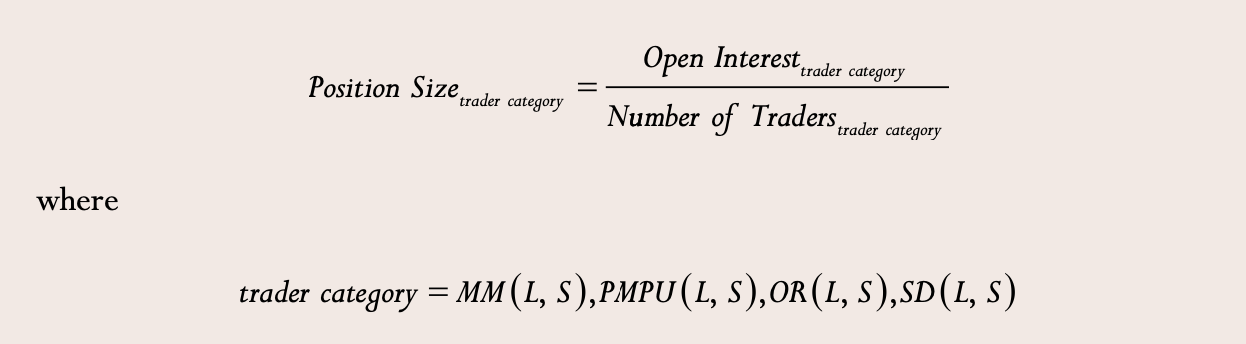 Position Size_{trader category} = \frac{Open Interest_{trader category}}{Number of Traders_{trader category}}
where
trader category = MM(L, S),PMPU(L, S),OR(L, S),SD(L, S)